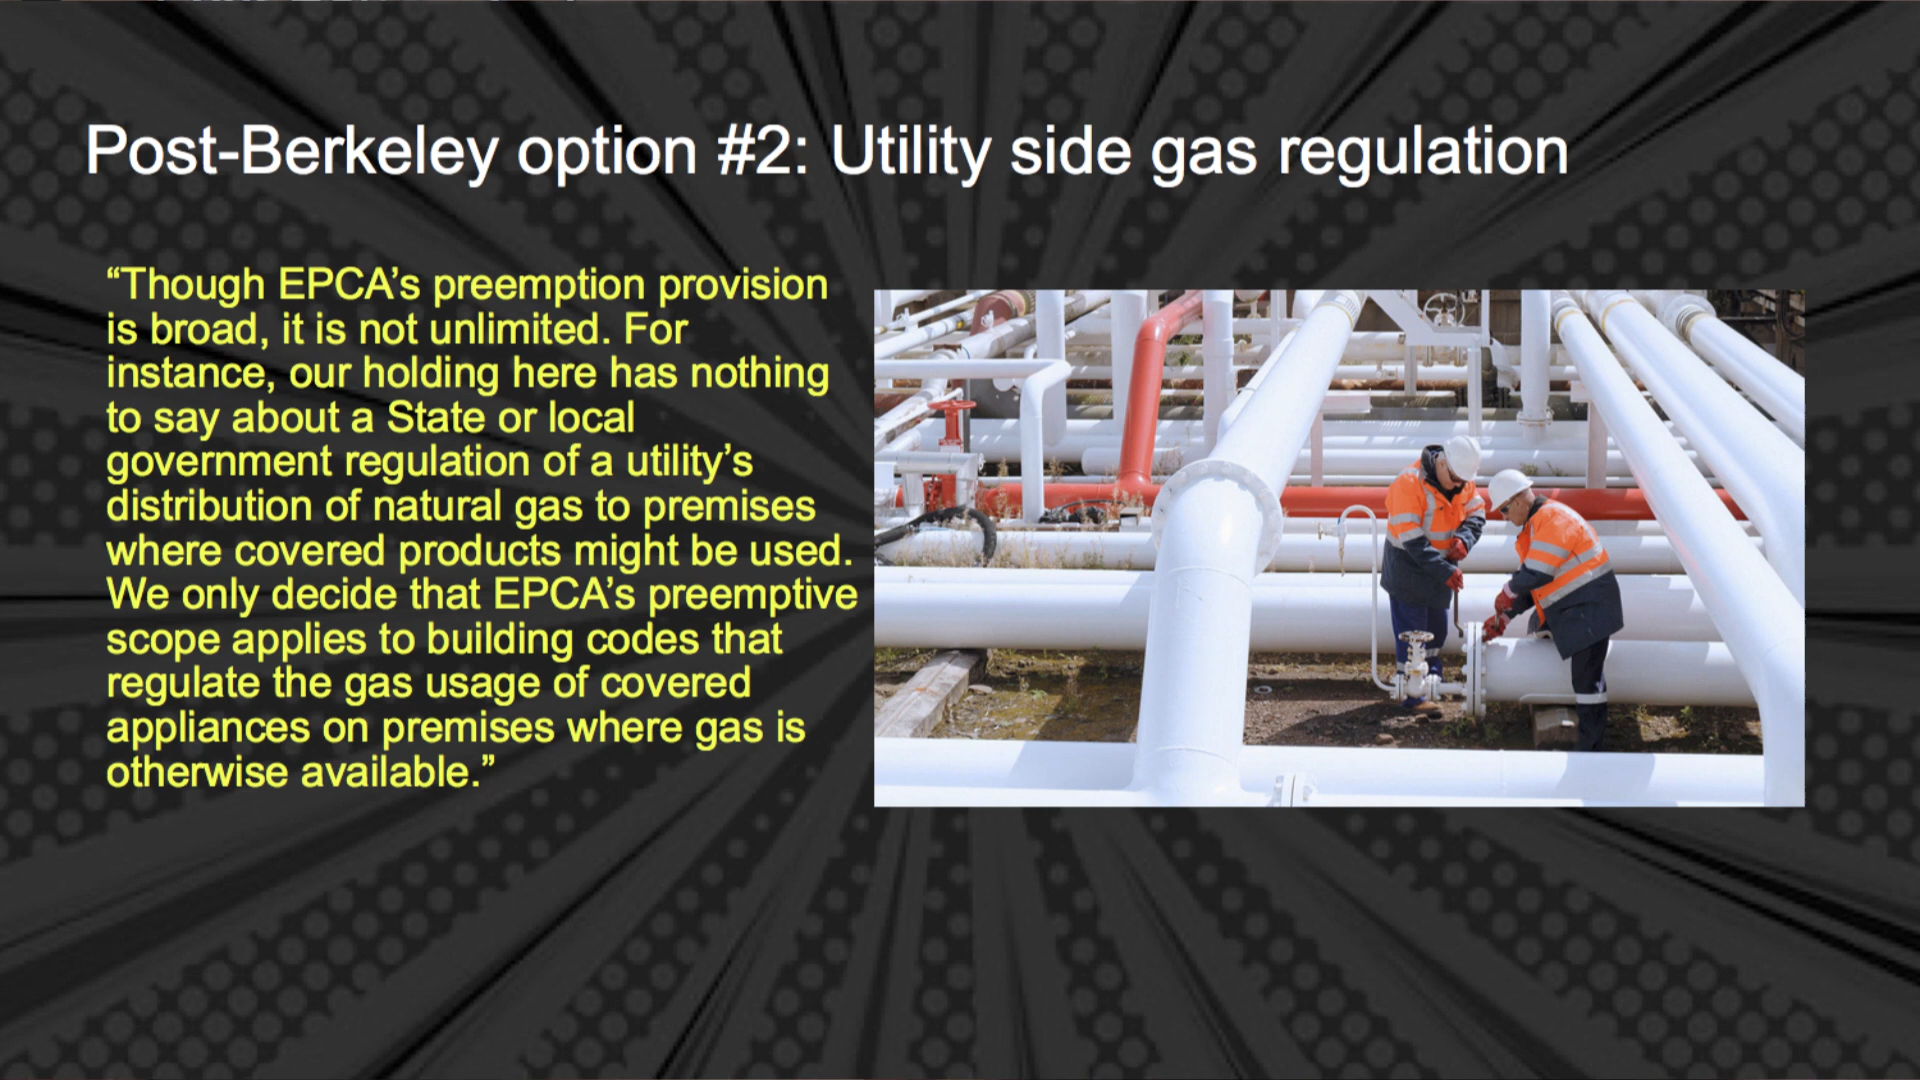 Post-Berkeley option #2: Utility side gas regulation
“Though EPCA’s preemption provision
is broad, it is not unlimited. For
instance, our holding here has nothing
to say about a State or local
government regulation of a utility’s
distribution of natural gas to premises
where covered products might be used.
We only decide that EPCA’s preemptive
scope applies to building codes that
regulate the gas usage of covered
appliances on premises where gas is
otherwise available.”